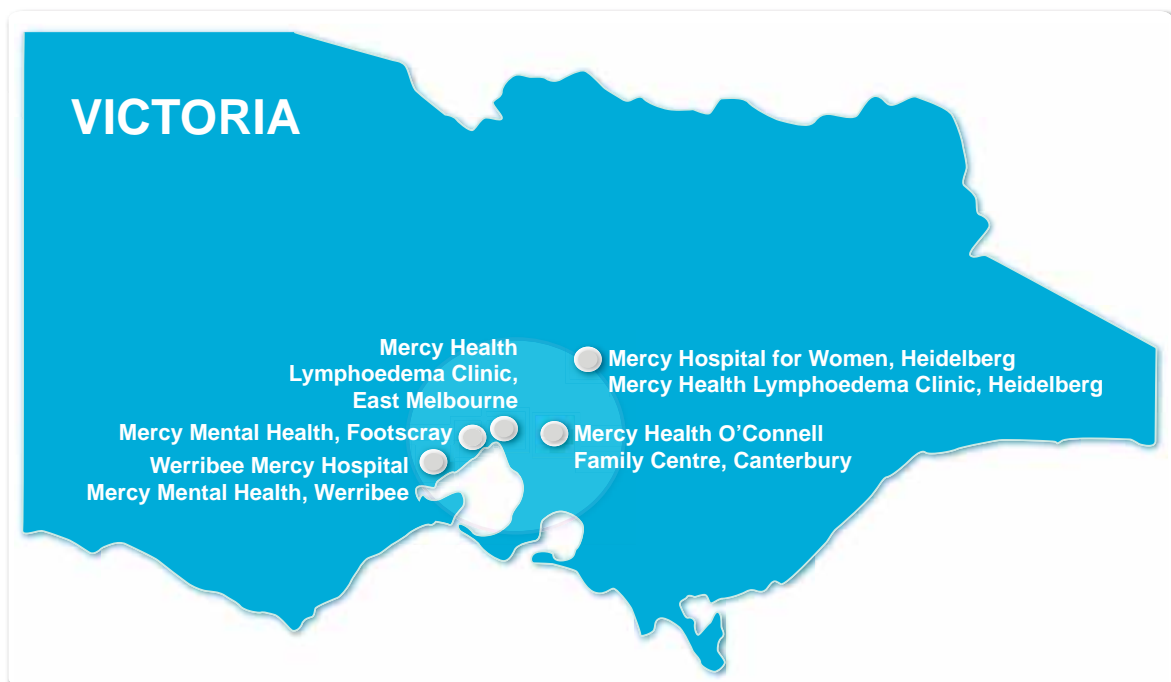 VICTORIA
Mercy Health
Lymphoedema Clinic,
East Melbourne
Mercy Mental Health, Footscray
Werribee Mercy Hospital
Mercy Mental Health, Werribee
Mercy Hospital for Women, Heidelberg
Mercy Health Lymphoedema Clinic, Heidelberg
Mercy Health O’Connell
Family Centre, Canterbury